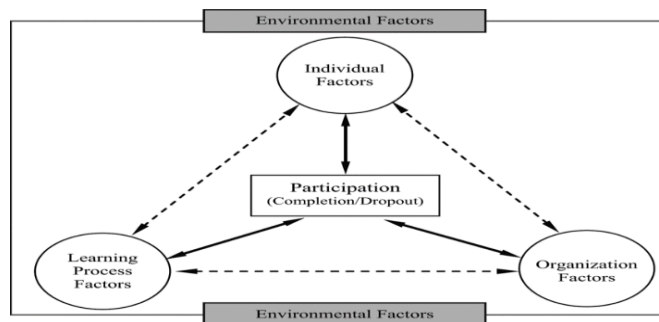 Environmental Factors
Individual
Factors
Participation
(Completion/Dropout)
Learning
Process
Factors
Organization
Factors
Environmental Factors